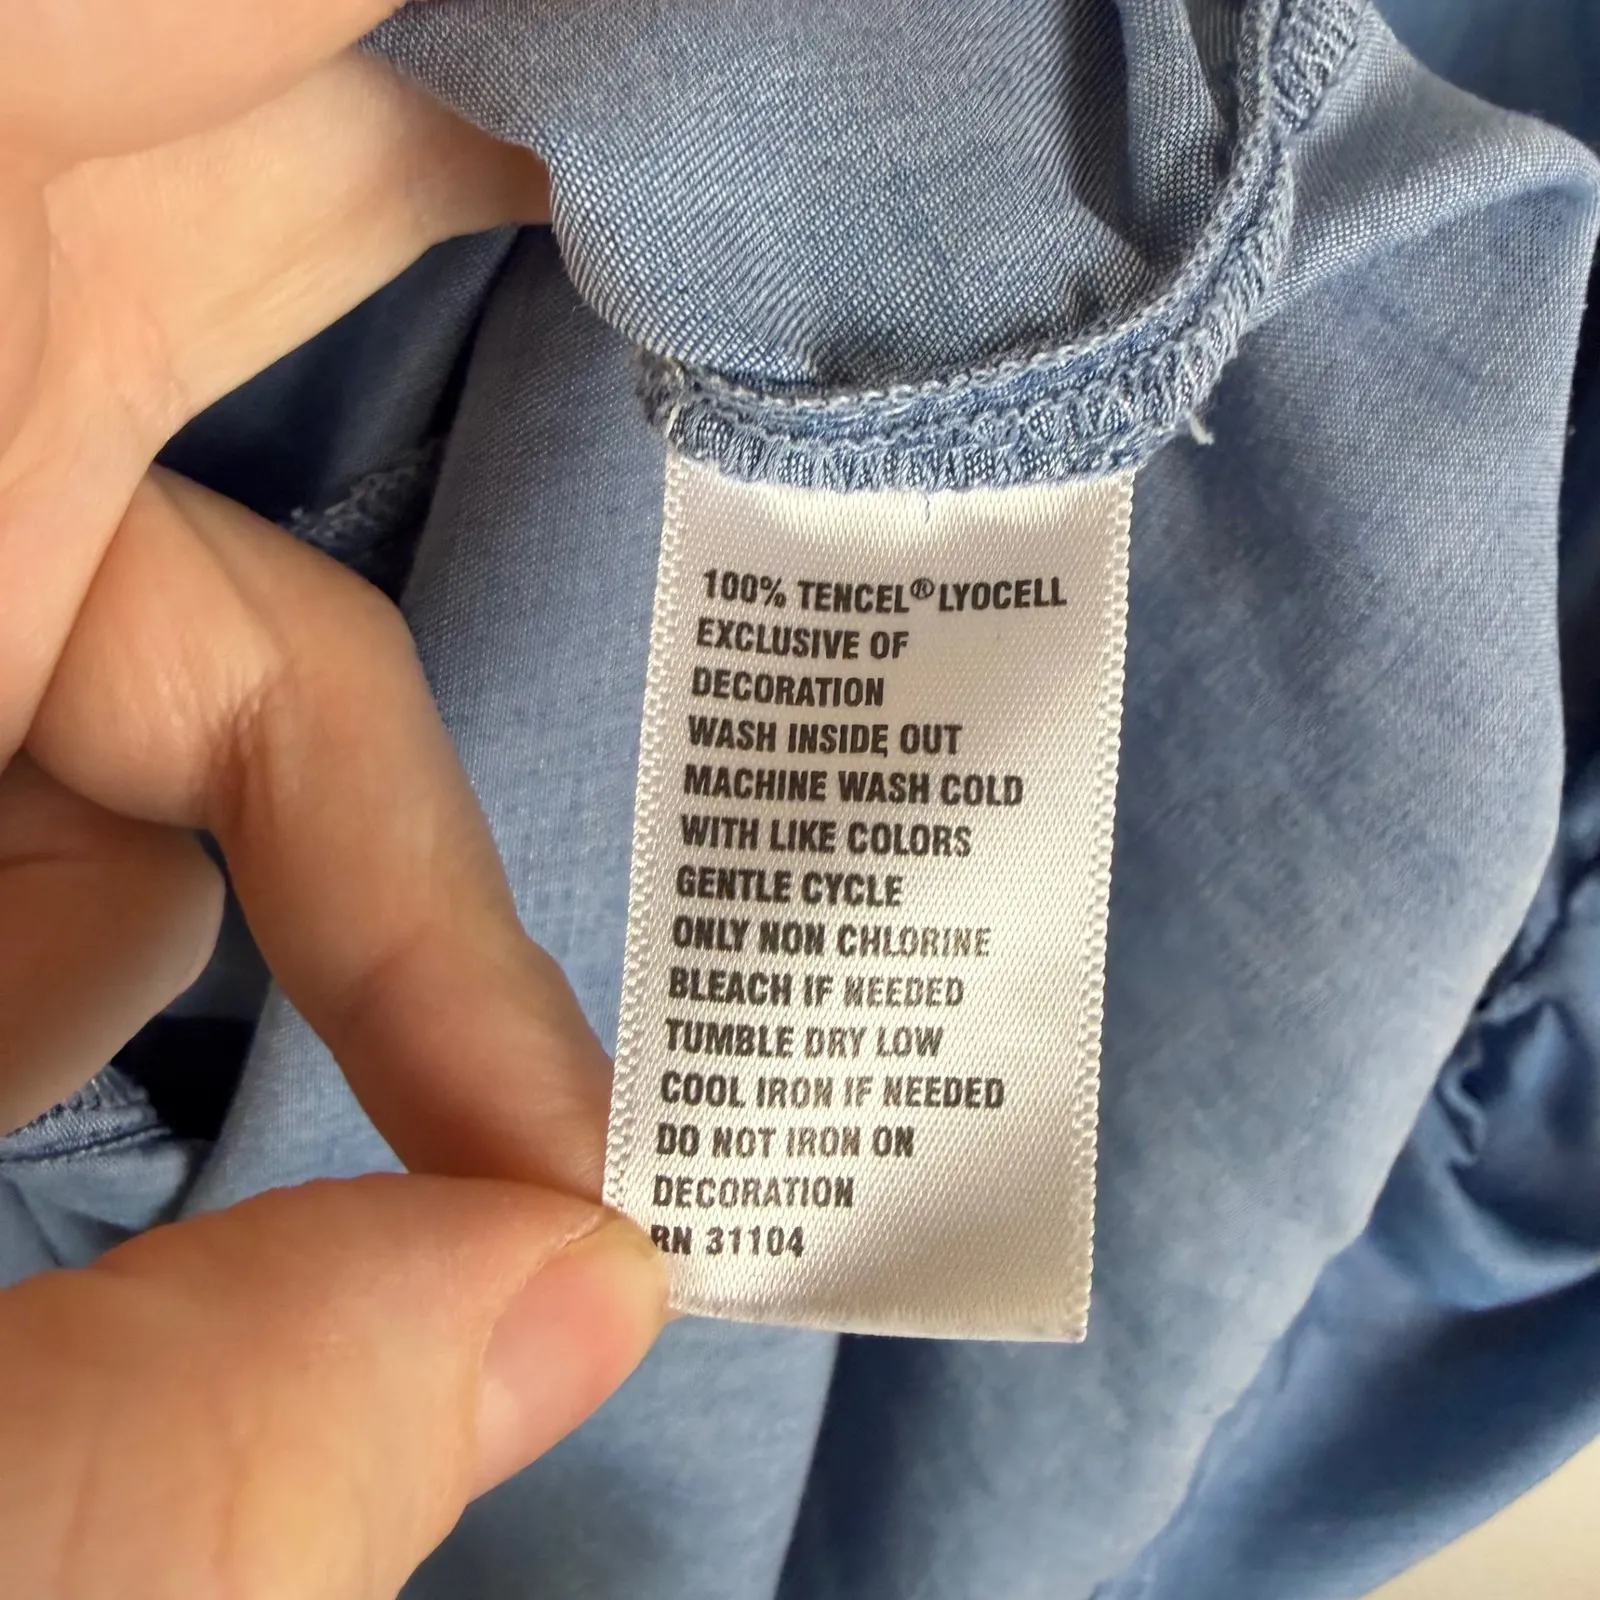 100% TENCEL® LYOCELL
EXCLUSIVE OF
DECORATION
WASH INSIDE OUT
MACHINE WASH COLD
WITH LIKE COLORS
GENTLE CYCLE
ONLY NON CHLORINE
BLEACH IF NEEDED
TUMBLE DRY LOW
COOL IRON IF NEEDED
DO NOT IRON ON
DECORATION
RN 31104